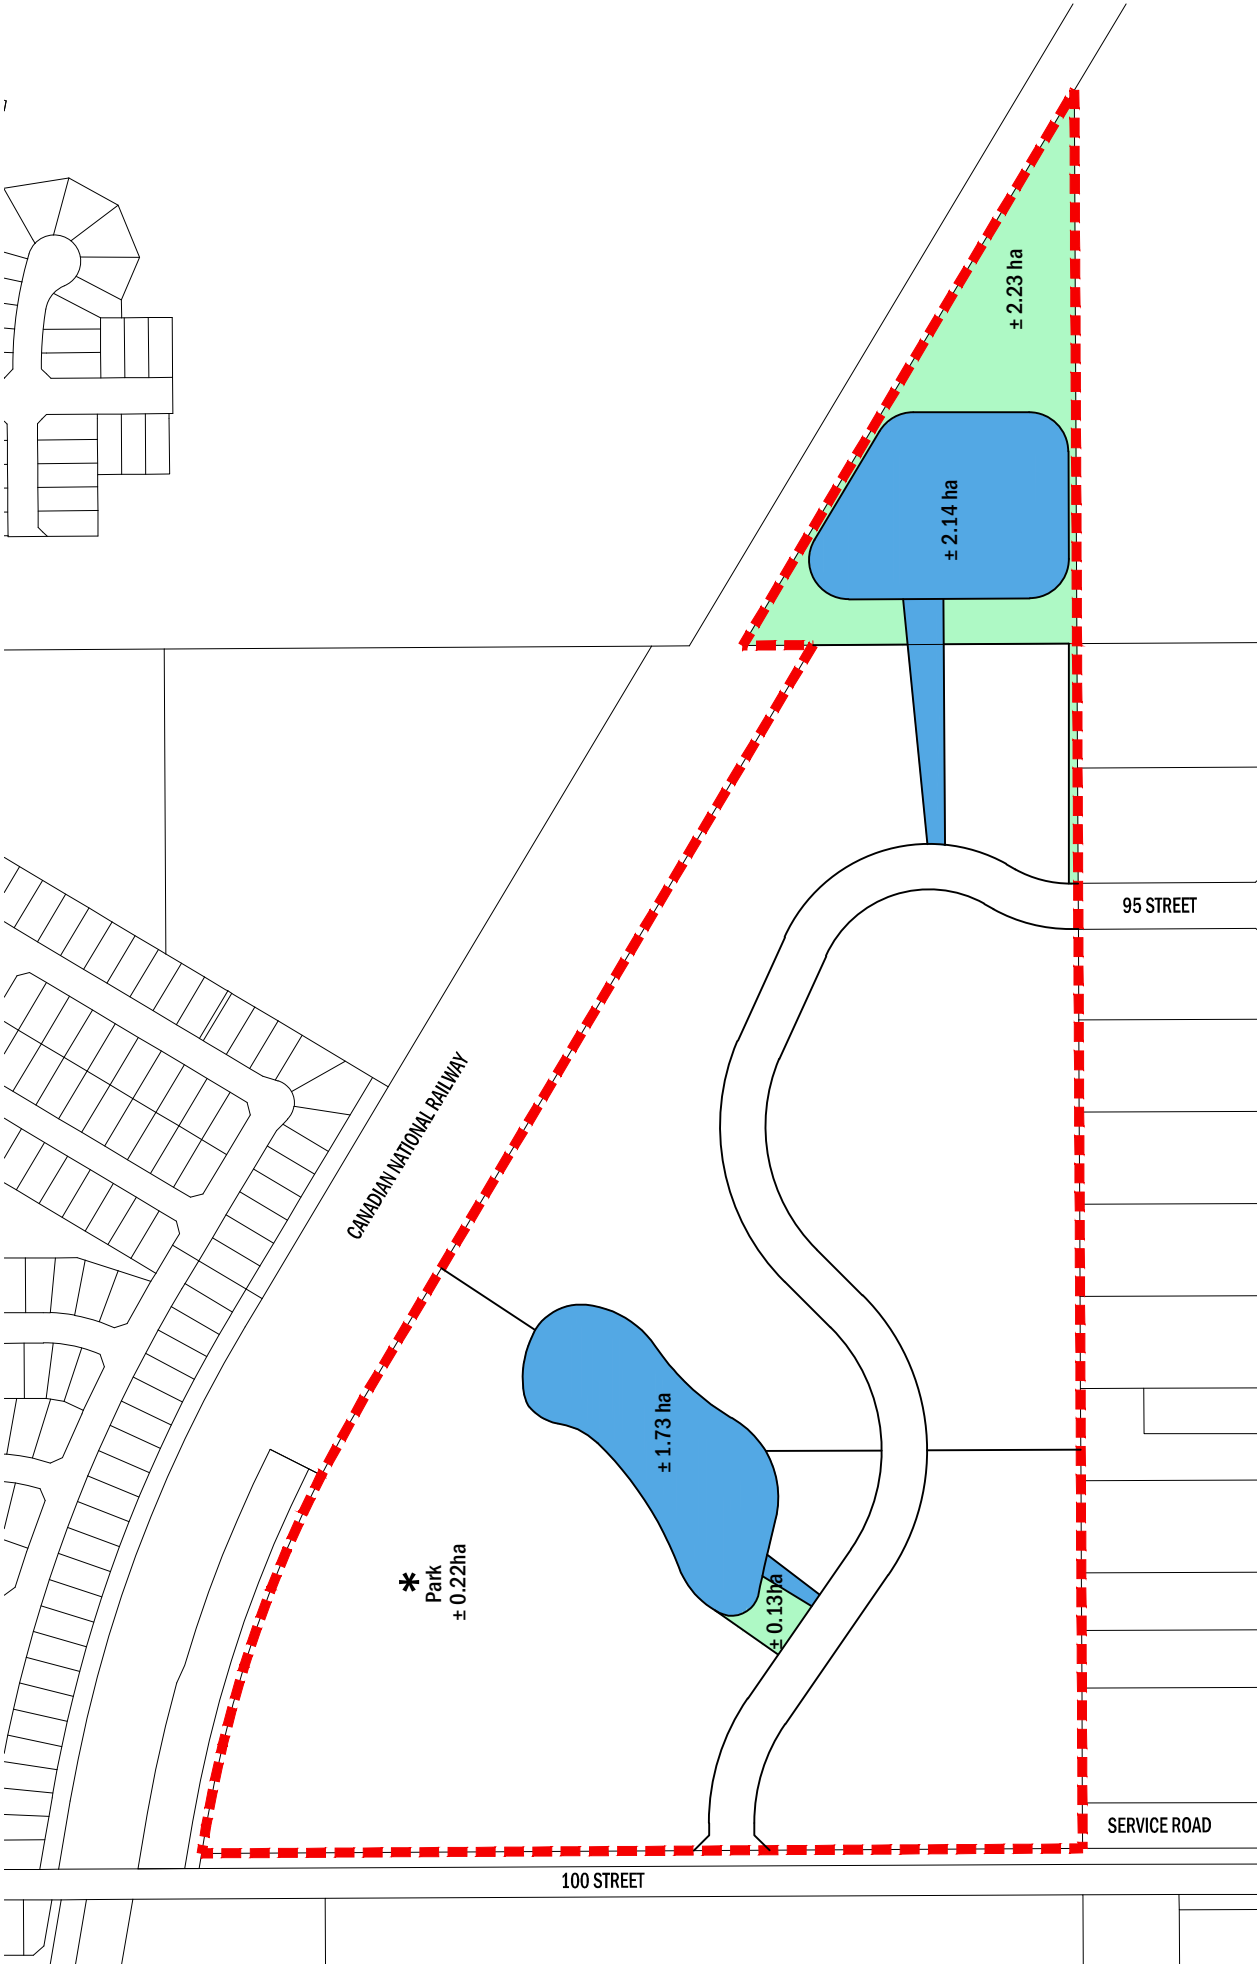 ± 2.23 ha
± 2.14 ha
95 STREET
CANADIAN NATIONAL RAILWAY
± 1.73 ha
*
Park
± 0.22ha
± 0.13ha
SERVICE ROAD
100 STREET